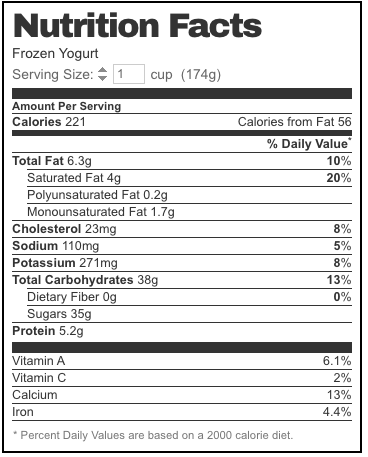 Nutrition Facts
Frozen Yogurt
Serving Size: 1 cup (174g)
Amount Per Serving
Calories 221 Calories from Fat 56
% Daily Value*
Total Fat 6.3g 10%
Saturated Fat 4g 20%
Polyunsaturated Fat 0.2g
Monounsaturated Fat 1.7g
Cholesterol 23mg 8%
Sodium 110mg 5%
Potassium 271mg 8%
Total Carbohydrates 38g 13%
Dietary Fiber 0g 0%
Sugars 35g
Protein 5.2g
Vitamin A 6.1%
Vitamin C 2%
Calcium 13%
Iron 4.4%
* Percent Daily Values are based on a 2000 calorie diet.